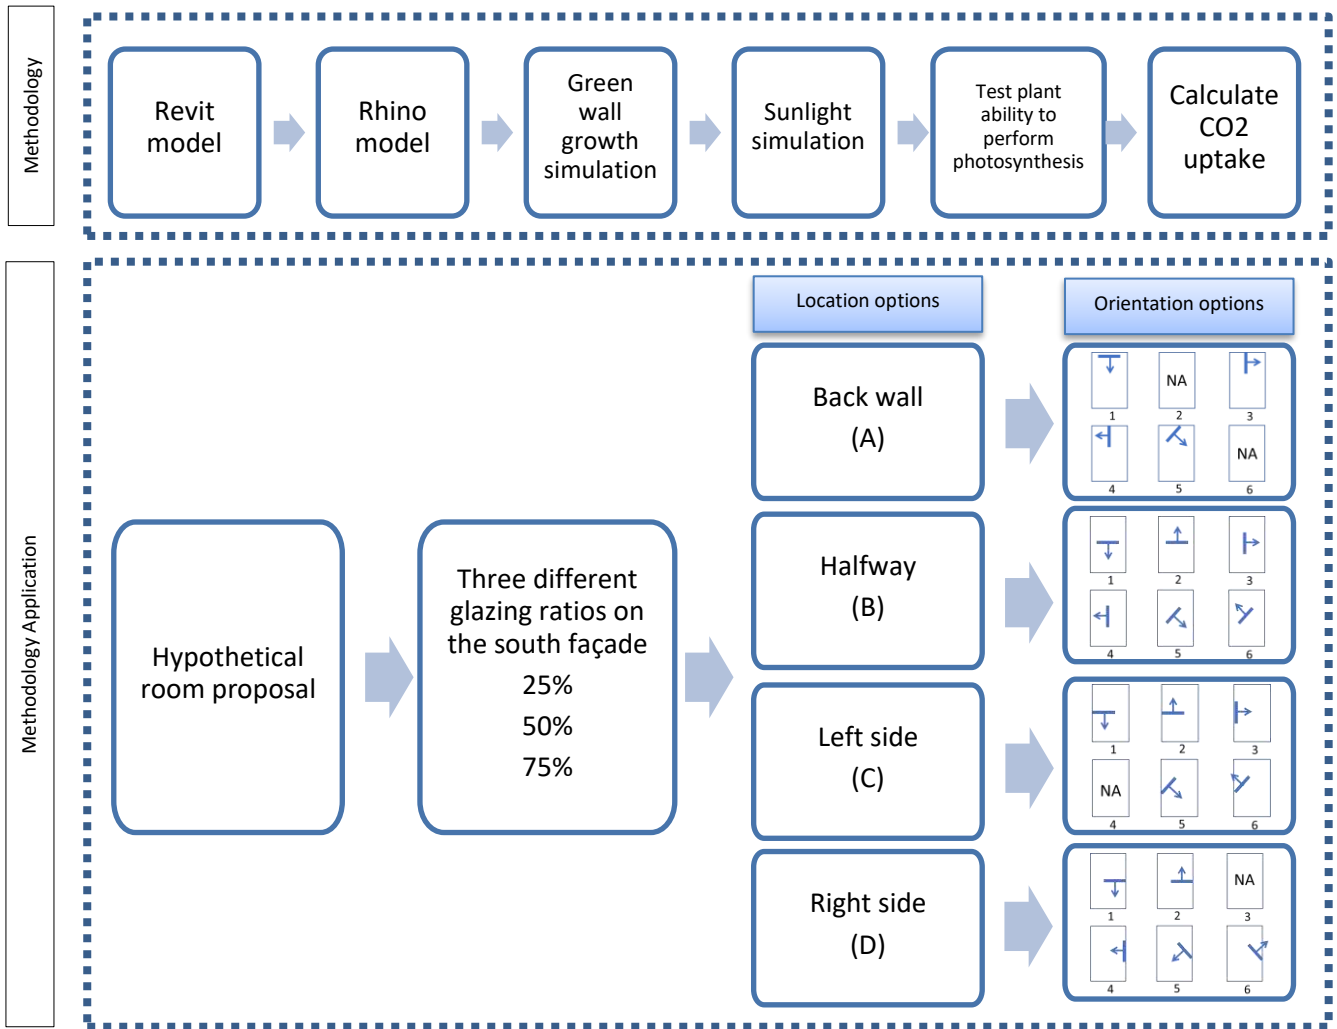 Methodology
Revit
model
Rhino
model
Green
wall
growth
simulation
Sunlight
simulation
Test plant
ability to
perform
photosynthesis
Calculate
CO2
uptake
Methodology Application
Hypothetical
room proposal
Three different
glazing ratios on
the south façade
25%
50%
75%
Location options
Orientation options
Back wall
(A)
NA
1 2 3
NA
4 5 6
Halfway
(B)
1 2 3
4 5 6
Left side
(C)
1 2 3
NA
4 5 6
Right side
(D)
NA
1 2 3
4 5 6